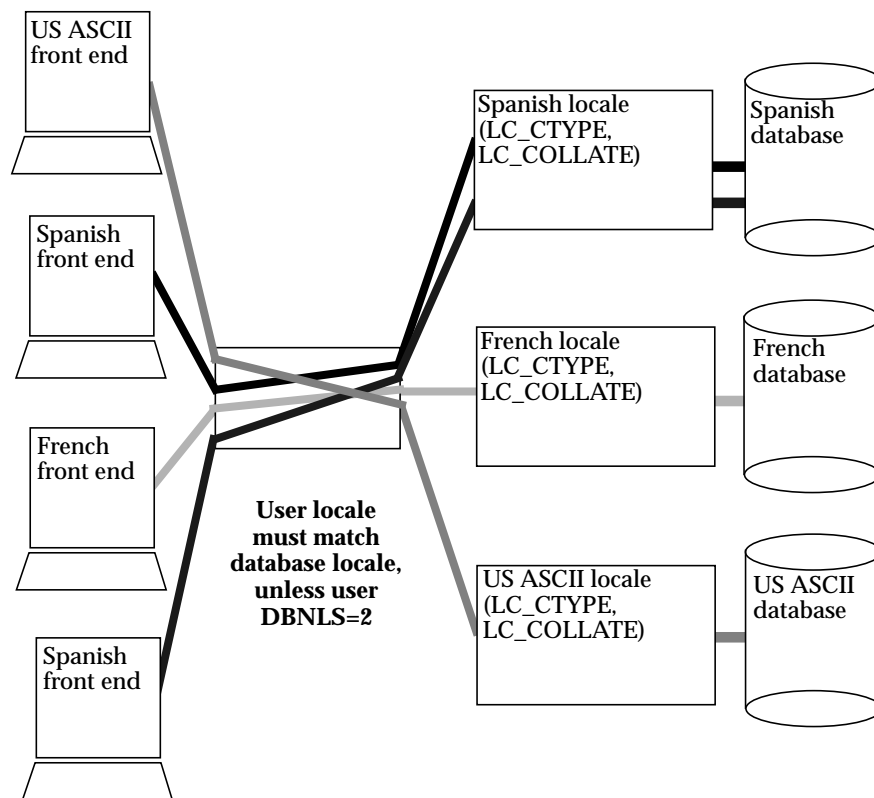 US ASCII
front end
Spanish
front end
French
front end
Spanish
front end
User locale
must match
database locale,
unless user
DBNLS=2
Spanish locale
(LC_CTYPE,
LC_COLLATE)
French locale
(LC_CTYPE,
LC_COLLATE)
US ASCII locale
(LC_CTYPE,
LC_COLLATE)
Spanish
database
French
database
US ASCII
database